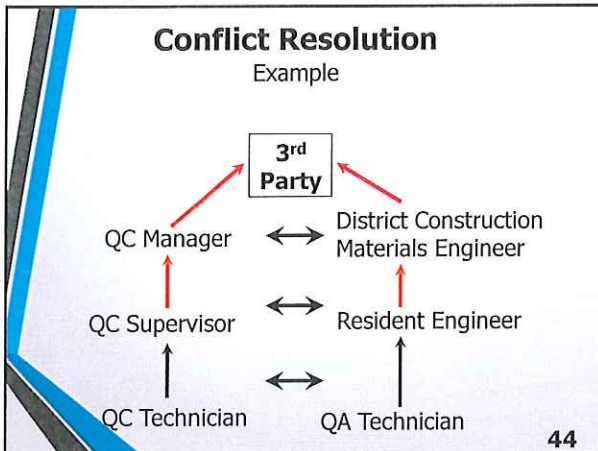 Conflict Resolution
Example
3rd
Party
QC Manager
District Construction
Materials Engineer
QC Supervisor
Resident Engineer
QC Technician
QA Technician
44